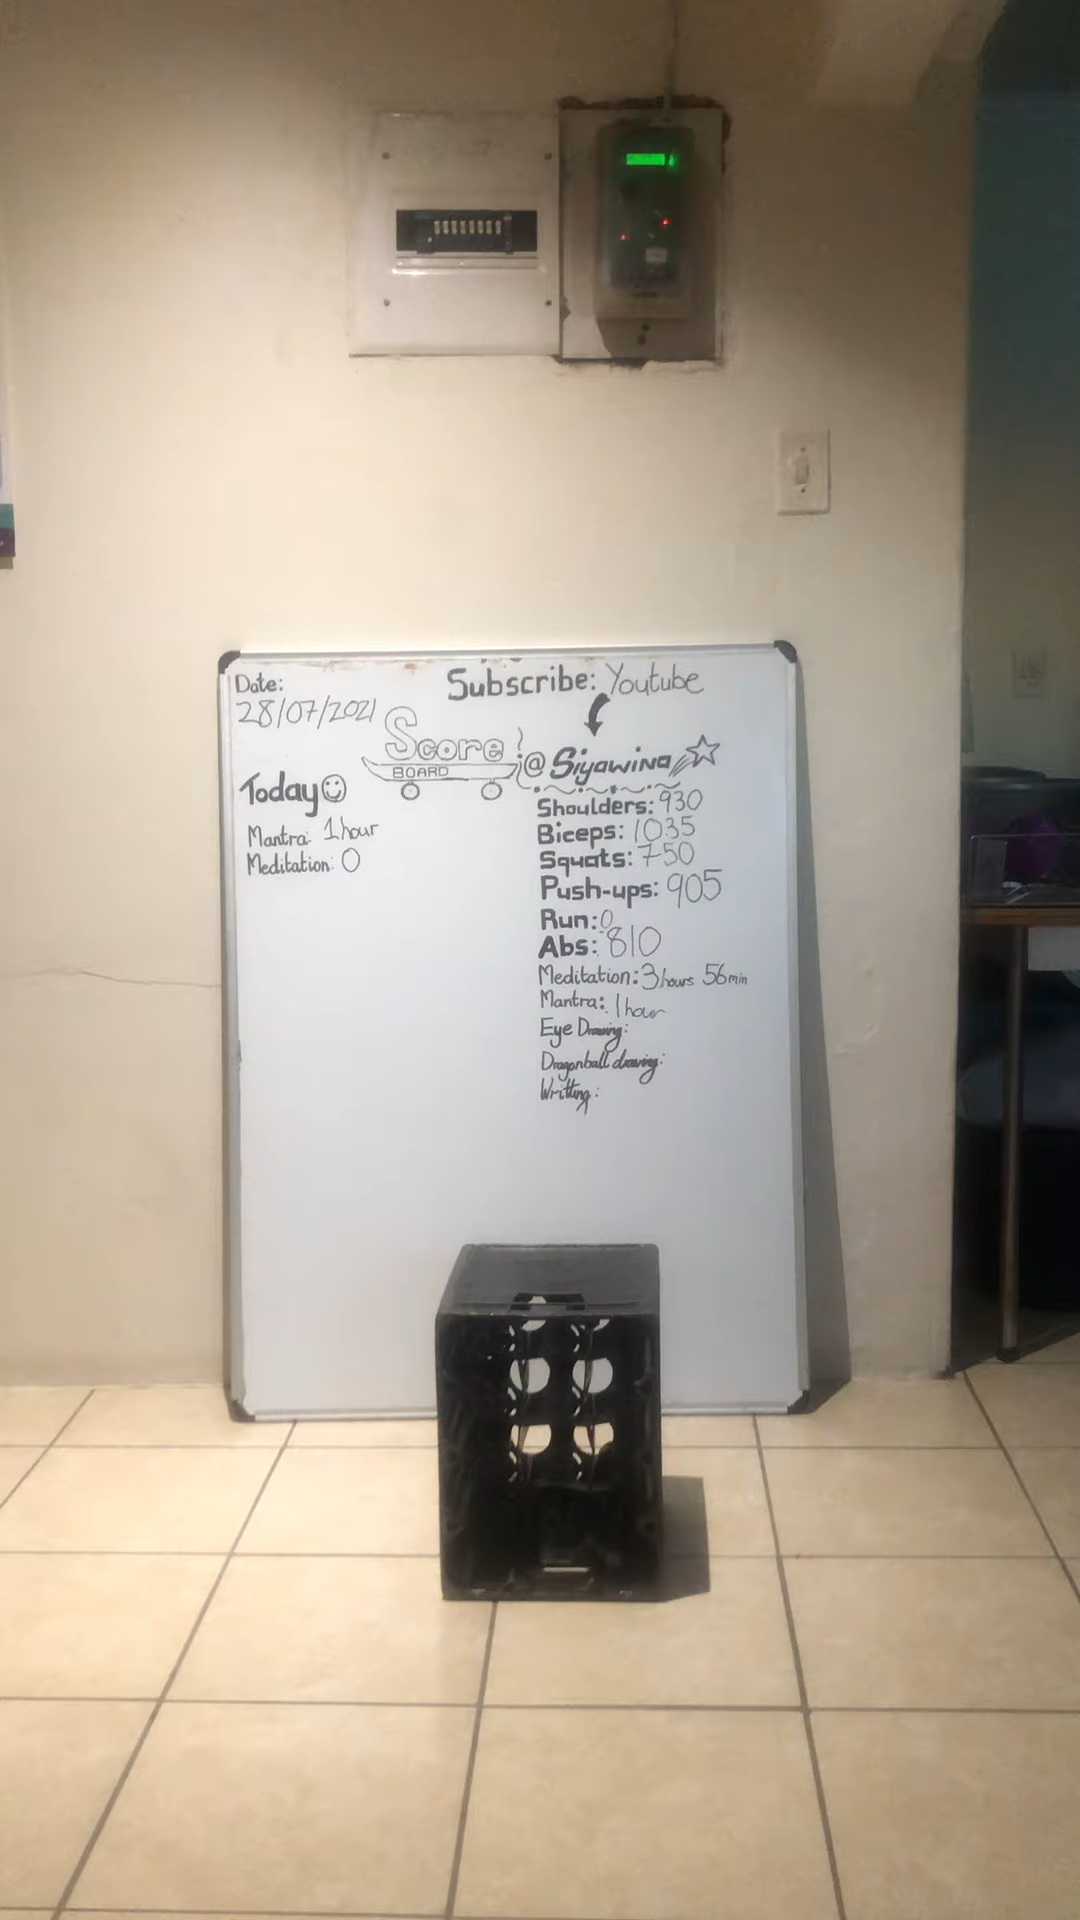 Date:
28/07/2021
Subscribe: Youtube
Score
BOARD
@ Siyawina
Today
Mantra: 1 hour
Meditation: 0
Shoulders: 930
Biceps: 1035
Squats: 750
Push-ups: 905
Run: 0
Abs: 810
Meditation: 3 hours 56 min
Mantra: 1 hour
Eye Drawing:
Dragonball drawing:
Writting: